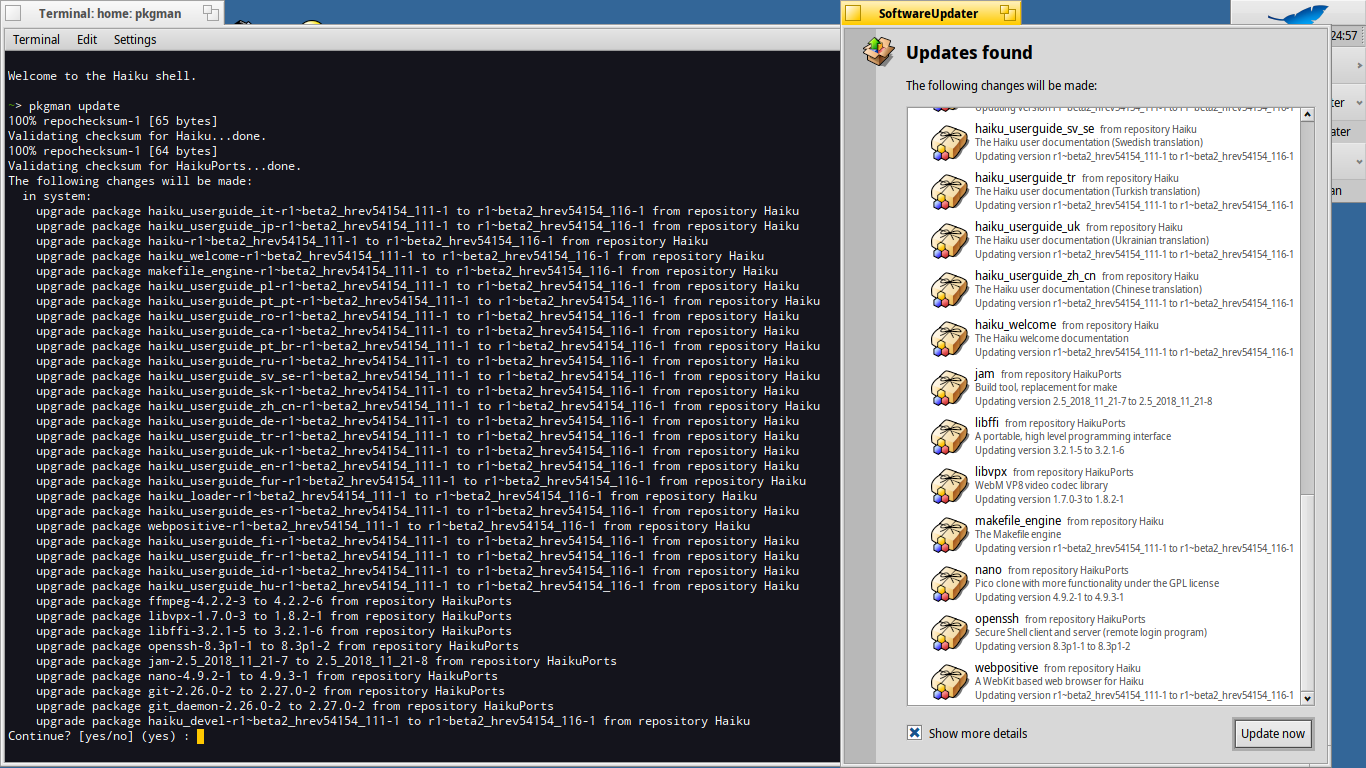 Terminal: home: pkgman
Terminal Edit Settings
Welcome to the Haiku shell.
~> pkgman update
100% repochecksum-1 [65 bytes]
Validating checksum for Haiku...done.
100% repochecksum-1 [64 bytes]
Validating checksum for HaikuPorts...done.
The following changes will be made:
in system:
upgrade package haiku_userguide_it-r1~beta2_hrev54154_111-1 to r1~beta2_hrev54154_116-1 from repository Haiku
upgrade package haiku_userguide_jp-r1~beta2_hrev54154_111-1 to r1~beta2_hrev54154_116-1 from repository Haiku
upgrade package haiku-r1~beta2_hrev54154_111-1 to r1~beta2_hrev54154_116-1 from repository Haiku
upgrade package haiku_welcome-r1~beta2_hrev54154_111-1 to r1~beta2_hrev54154_116-1 from repository Haiku
upgrade package makefile_engine-r1~beta2_hrev54154_111-1 to r1~beta2_hrev54154_116-1 from repository Haiku
upgrade package haiku_userguide_pl-r1~beta2_hrev54154_111-1 to r1~beta2_hrev54154_116-1 from repository Haiku
upgrade package haiku_userguide_pt_pt-r1~beta2_hrev54154_111-1 to r1~beta2_hrev54154_116-1 from repository Haiku
upgrade package haiku_userguide_ro-r1~beta2_hrev54154_111-1 to r1~beta2_hrev54154_116-1 from repository Haiku
upgrade package haiku_userguide_ca-r1~beta2_hrev54154_111-1 to r1~beta2_hrev54154_116-1 from repository Haiku
upgrade package haiku_userguide_pt_br-r1~beta2_hrev54154_111-1 to r1~beta2_hrev54154_116-1 from repository Haiku
upgrade package haiku_userguide_ru-r1~beta2_hrev54154_111-1 to r1~beta2_hrev54154_116-1 from repository Haiku
upgrade package haiku_userguide_sv_se-r1~beta2_hrev54154_111-1 to r1~beta2_hrev54154_116-1 from repository Haiku
upgrade package haiku_userguide_sk-r1~beta2_hrev54154_111-1 to r1~beta2_hrev54154_116-1 from repository Haiku
upgrade package haiku_userguide_zh_cn-r1~beta2_hrev54154_111-1 to r1~beta2_hrev54154_116-1 from repository Haiku
upgrade package haiku_userguide_de-r1~beta2_hrev54154_111-1 to r1~beta2_hrev54154_116-1 from repository Haiku
upgrade package haiku_userguide_tr-r1~beta2_hrev54154_111-1 to r1~beta2_hrev54154_116-1 from repository Haiku
upgrade package haiku_userguide_uk-r1~beta2_hrev54154_111-1 to r1~beta2_hrev54154_116-1 from repository Haiku
upgrade package haiku_userguide_en-r1~beta2_hrev54154_111-1 to r1~beta2_hrev54154_116-1 from repository Haiku
upgrade package haiku_userguide_fur-r1~beta2_hrev54154_111-1 to r1~beta2_hrev54154_116-1 from repository Haiku
upgrade package haiku_loader-r1~beta2_hrev54154_111-1 to r1~beta2_hrev54154_116-1 from repository Haiku
upgrade package haiku_userguide_es-r1~beta2_hrev54154_111-1 to r1~beta2_hrev54154_116-1 from repository Haiku
upgrade package webpositive-r1~beta2_hrev54154_111-1 to r1~beta2_hrev54154_116-1 from repository Haiku
upgrade package haiku_userguide_fi-r1~beta2_hrev54154_111-1 to r1~beta2_hrev54154_116-1 from repository Haiku
upgrade package haiku_userguide_fr-r1~beta2_hrev54154_111-1 to r1~beta2_hrev54154_116-1 from repository Haiku
upgrade package haiku_userguide_id-r1~beta2_hrev54154_111-1 to r1~beta2_hrev54154_116-1 from repository Haiku
upgrade package haiku_userguide_hu-r1~beta2_hrev54154_111-1 to r1~beta2_hrev54154_116-1 from repository Haiku
upgrade package ffmpeg-4.2.2-3 to 4.2.2-6 from repository HaikuPorts
upgrade package libvpx-1.7.0-3 to 1.8.2-1 from repository HaikuPorts
upgrade package libffi-3.2.1-5 to 3.2.1-6 from repository HaikuPorts
upgrade package openssh-8.3p1-1 to 8.3p1-2 from repository HaikuPorts
upgrade package jam-2.5_2018_11_21-7 to 2.5_2018_11_21-8 from repository HaikuPorts
upgrade package nano-4.9.2-1 to 4.9.3-1 from repository HaikuPorts
upgrade package git-2.26.0-2 to 2.27.0-2 from repository HaikuPorts
upgrade package git_daemon-2.26.0-2 to 2.27.0-2 from repository HaikuPorts
upgrade package haiku_devel-r1~beta2_hrev54154_111-1 to r1~beta2_hrev54154_116-1 from repository Haiku
Continue? [yes/no] (yes) :
SoftwareUpdater
Updates found
The following changes will be made:
Updating version r1~beta2_hrev54154_111-1 to r1~beta2_hrev54154_116-1
haiku_userguide_sv_se from repository Haiku
The Haiku user documentation (Swedish translation)
Updating version r1~beta2_hrev54154_111-1 to r1~beta2_hrev54154_116-1
haiku_userguide_tr from repository Haiku
The Haiku user documentation (Turkish translation)
Updating version r1~beta2_hrev54154_111-1 to r1~beta2_hrev54154_116-1
haiku_userguide_uk from repository Haiku
The Haiku user documentation (Ukrainian translation)
Updating version r1~beta2_hrev54154_111-1 to r1~beta2_hrev54154_116-1
haiku_userguide_zh_cn from repository Haiku
The Haiku user documentation (Chinese translation)
Updating version r1~beta2_hrev54154_111-1 to r1~beta2_hrev54154_116-1
haiku_welcome from repository Haiku
The Haiku welcome documentation
Updating version r1~beta2_hrev54154_111-1 to r1~beta2_hrev54154_116-1
jam from repository HaikuPorts
Build tool, replacement for make
Updating version 2.5_2018_11_21-7 to 2.5_2018_11_21-8
libffi from repository HaikuPorts
A portable, high level programming interface
Updating version 3.2.1-5 to 3.2.1-6
libvpx from repository HaikuPorts
WebM VP8 video codec library
Updating version 1.7.0-3 to 1.8.2-1
makefile_engine from repository Haiku
The Makefile engine
Updating version r1~beta2_hrev54154_111-1 to r1~beta2_hrev54154_116-1
nano from repository HaikuPorts
Pico clone with more functionality under the GPL license
Updating version 4.9.2-1 to 4.9.3-1
openssh from repository HaikuPorts
Secure Shell client and server (remote login program)
Updating version 8.3p1-1 to 8.3p1-2
webpositive from repository Haiku
A WebKit based web browser for Haiku
Updating version r1~beta2_hrev54154_111-1 to r1~beta2_hrev54154_116-1
Show more details
Update now
24:57
ter
ater
an